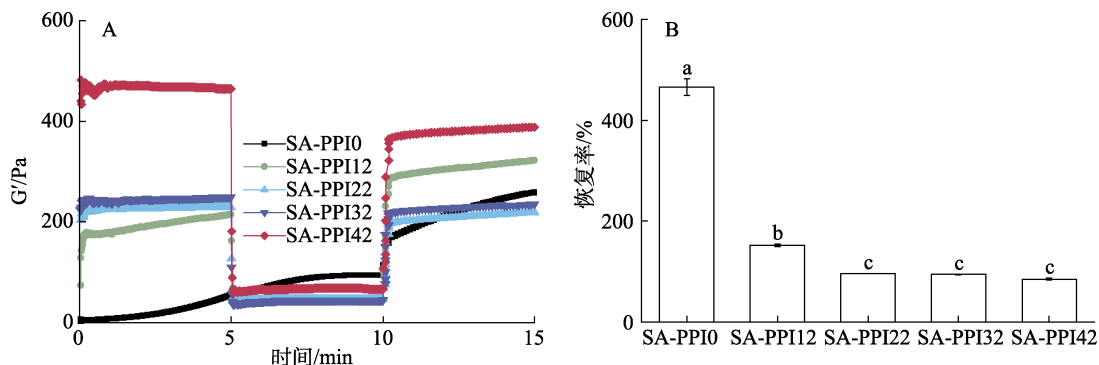 600
A
400
G′/Pa
200
0
0
5
10
15
时间/min
SA-PPI0
SA-PPI12
SA-PPI22
SA-PPI32
SA-PPI42
600
B
400
恢复率/%
200
0
a
b
c
c
c
SA-PPI0
SA-PPI12
SA-PPI22
SA-PPI32
SA-PPI42